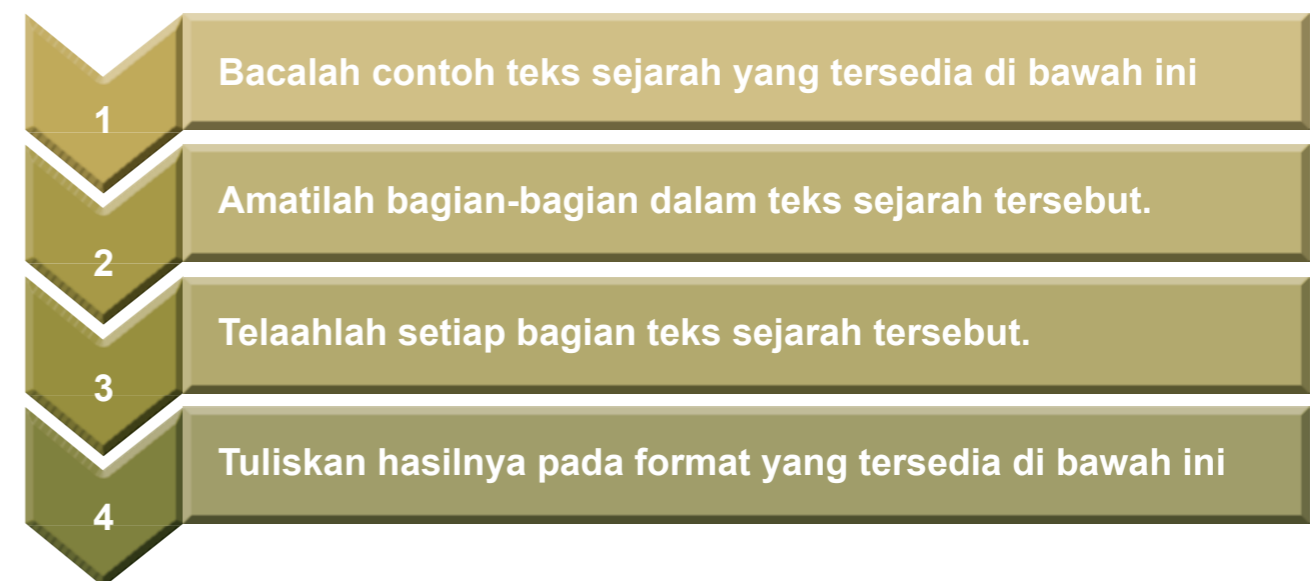 1
Bacalah contoh teks sejarah yang tersedia di bawah ini
2
Amatilah bagian-bagian dalam teks sejarah tersebut.
3
Telaahlah setiap bagian teks sejarah tersebut.
4
Tuliskan hasilnya pada format yang tersedia di bawah ini